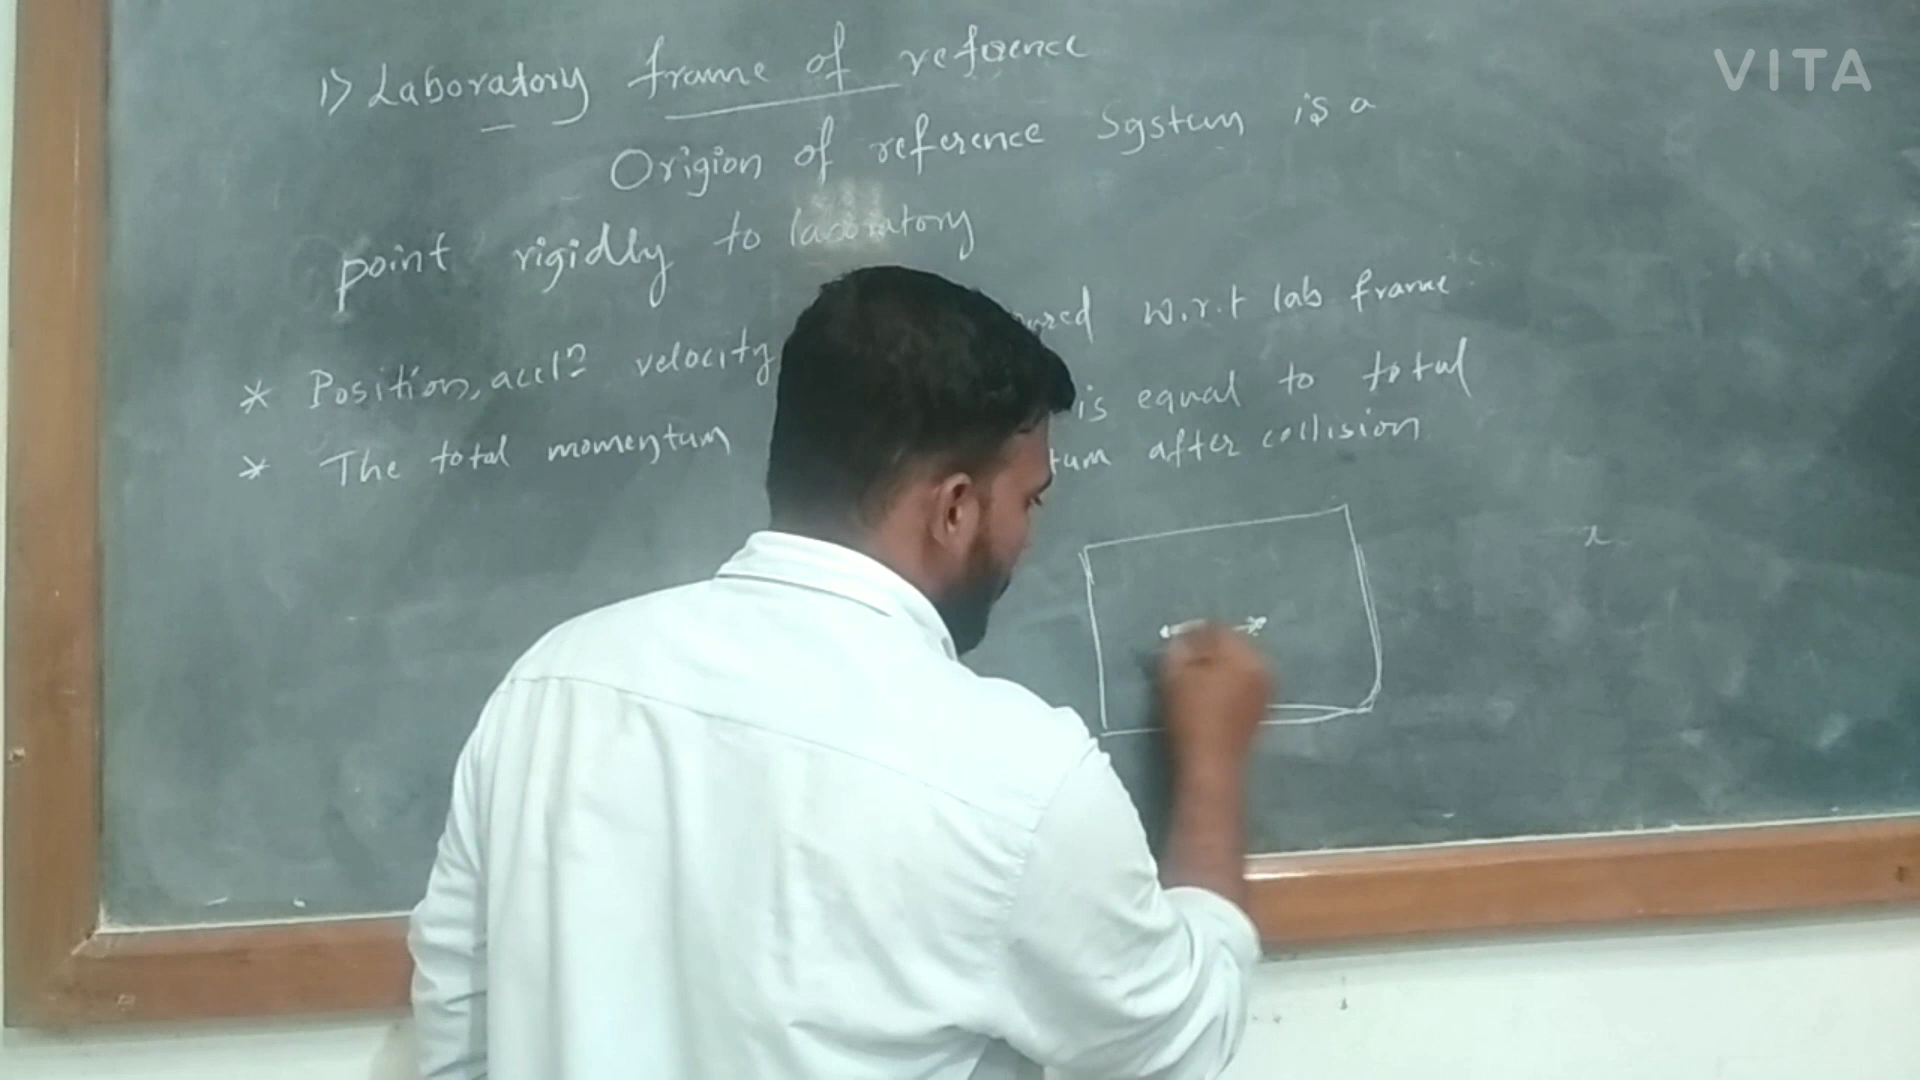 VITA
1) Laboratory frame of reference
Origion of reference System is a
point rigidly to laboratory
* Position, accln velocity w.r.t lab frame
* The total momentum is equal to total
after collision
x